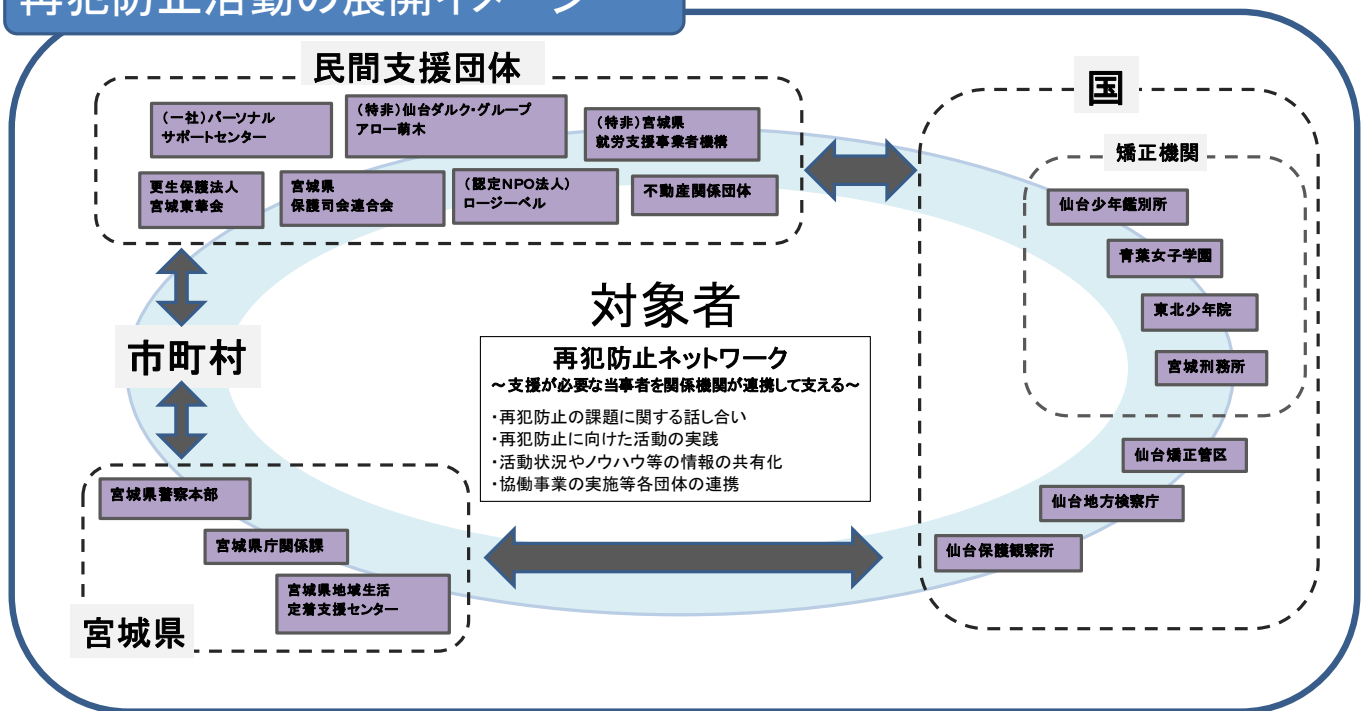 再犯防止活動の展開イメージ
民間支援団体
(一社)パーソナル
サポートセンター
(特非)仙台ダルク・グループ
アロー萌木
(特非)宮城県
就労支援事業者機構
更生保護法人
宮城東華会
宮城県
保護司会連合会
(認定NPO法人)
ロージーベル
不動産関係団体
国
矯正機関
仙台少年鑑別所
青葉女子学園
東北少年院
宮城刑務所
仙台矯正管区
仙台地方検察庁
仙台保護観察所
市町村
対象者
再犯防止ネットワーク
~支援が必要な当事者を関係機関が連携して支える~
・再犯防止の課題に関する話し合い
・再犯防止に向けた活動の実践
・活動状況やノウハウ等の情報の共有化
・協働事業の実施等各団体の連携
宮城県警察本部
宮城県庁関係課
宮城県地域生活
定着支援センター
宮城県